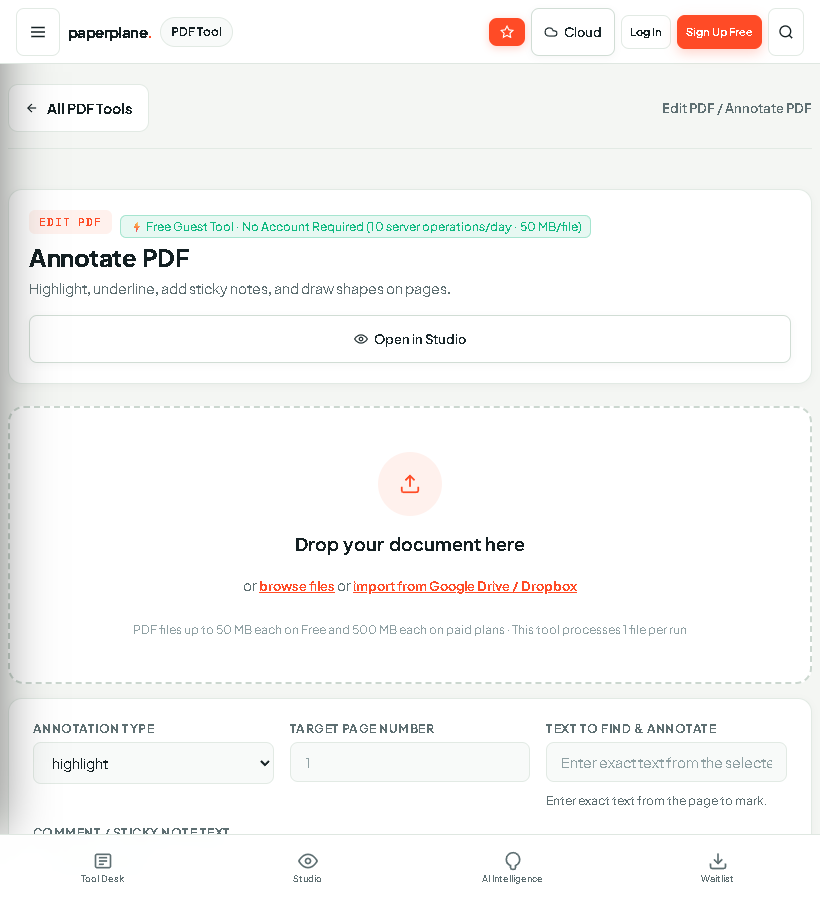 paperplane.
PDF Tool
Cloud
Log In
Sign Up Free
All PDF Tools
Edit PDF / Annotate PDF
EDIT PDF
Free Guest Tool · No Account Required (10 server operations/day · 50 MB/file)
Annotate PDF
Highlight, underline, add sticky notes, and draw shapes on pages.
Open in Studio
Drop your document here
or browse files or import from Google Drive / Dropbox
PDF files up to 50 MB each on Free and 500 MB each on paid plans · This tool processes 1 file per run
ANNOTATION TYPE
TARGET PAGE NUMBER
TEXT TO FIND & ANNOTATE
highlight
1
Enter exact text from the selecte
Enter exact text from the page to mark.
COMMENT / STICKY NOTE TEXT
Tool Desk
Studio
AI Intelligence
Waitlist